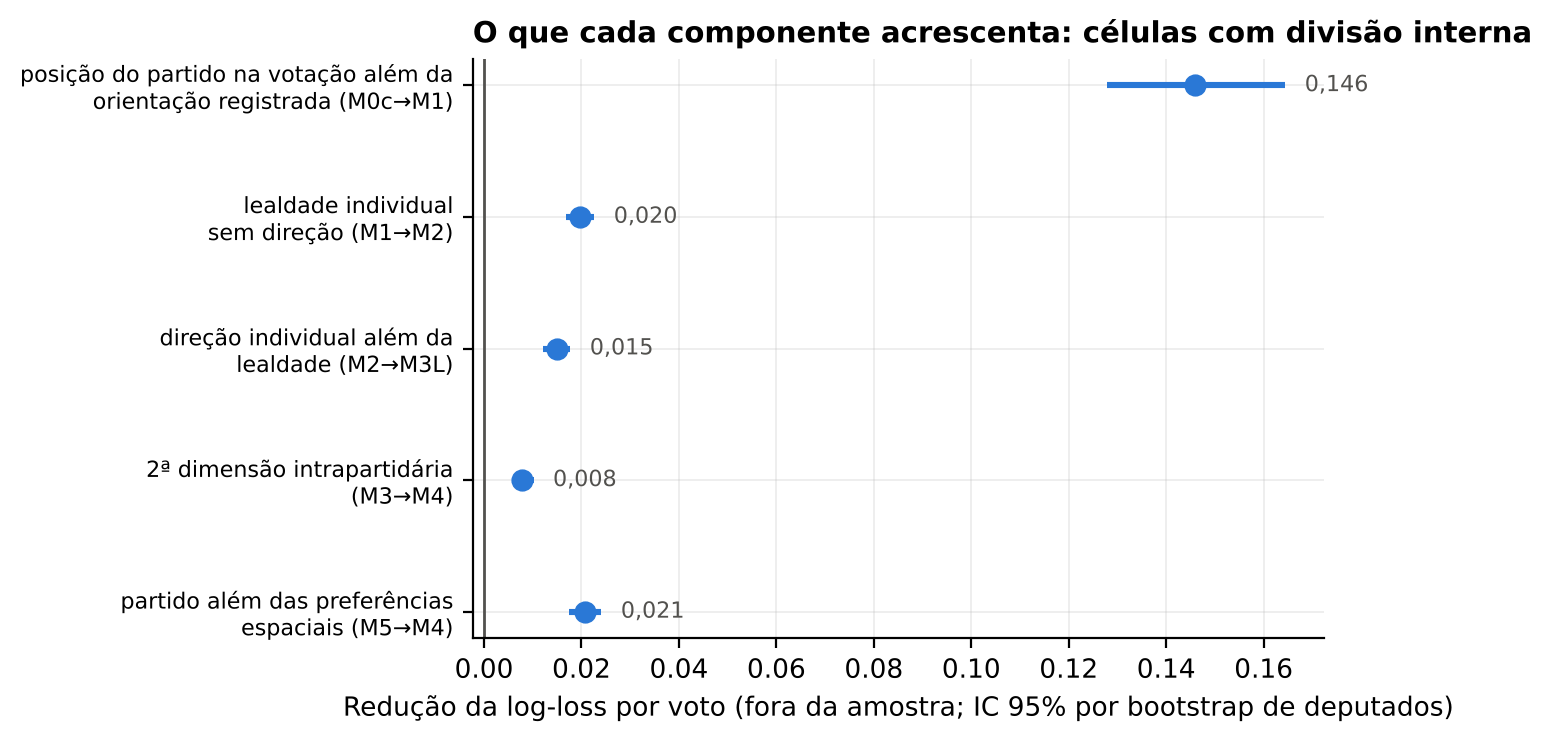 O que cada componente acrescenta: células com divisão interna
posição do partido na votação além da
orientação registrada (M0c→M1)
0,146
lealdade individual
sem direção (M1→M2)
0,020
direção individual além da
lealdade (M2→M3L)
0,015
2ª dimensão intrapartidária
(M3→M4)
0,008
partido além das preferências
espaciais (M5→M4)
0,021
0.00 0.02 0.04 0.06 0.08 0.10 0.12 0.14 0.16
Redução da log-loss por voto (fora da amostra; IC 95% por bootstrap de deputados)